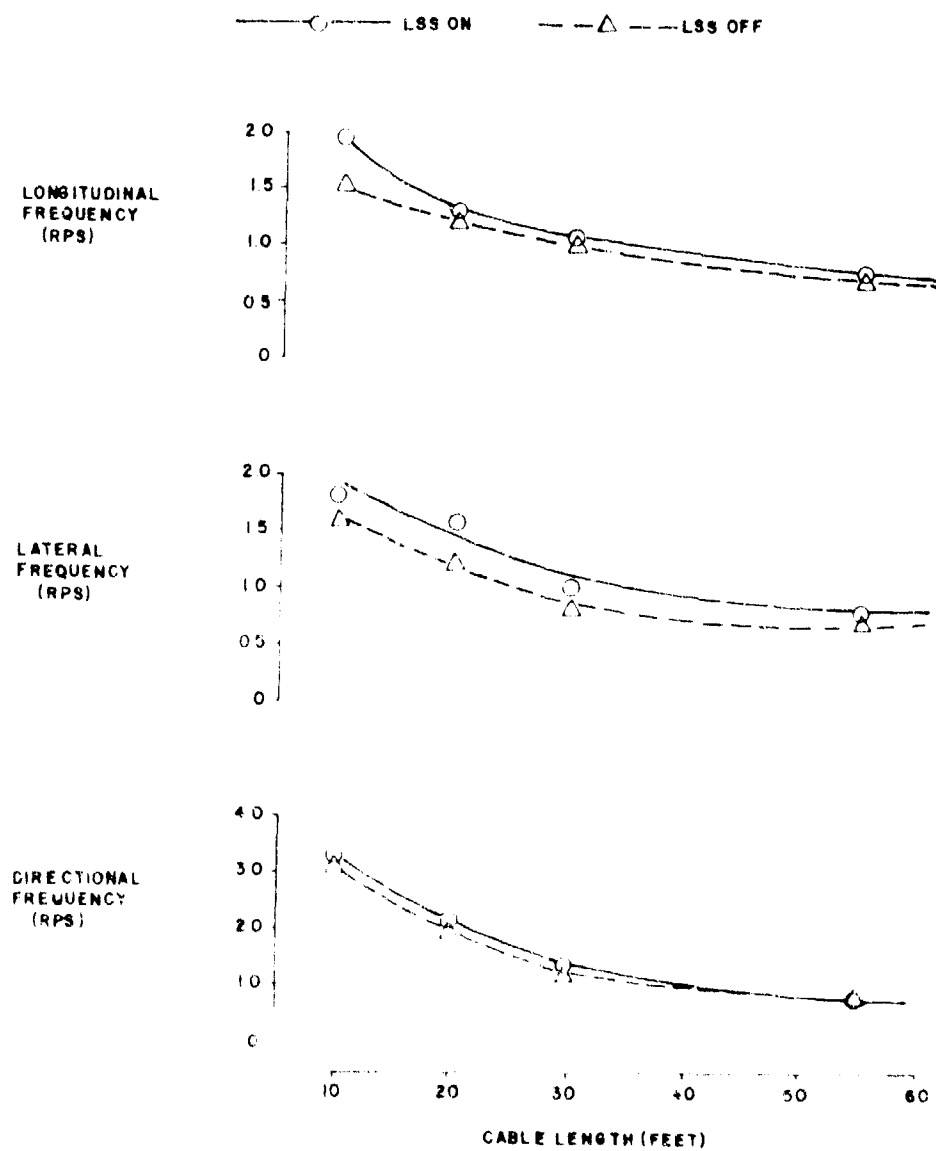 LSS ON LSS OFF
2.0
1.5
1.0
0.5
0
LONGITUDINAL
FREQUENCY
(RPS)
2.0
1.5
1.0
0.5
0
LATERAL
FREQUENCY
(RPS)
4.0
3.0
2.0
1.0
0
DIRECTIONAL
FREQUENCY
(RPS)
10 20 30 40 50 60
CABLE LENGTH (FEET)